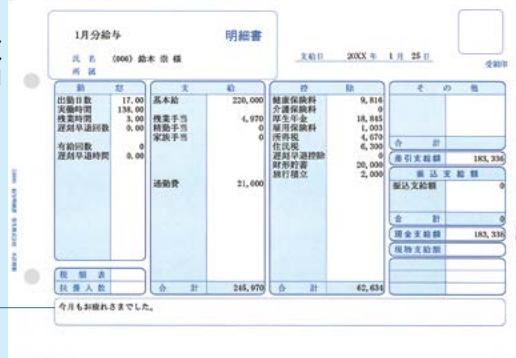 1月分給与 明細書
氏 名 (006) 鈴木 崇 様
所 属
支給日 20XX 年 1月 25日
受領印
勤 怠
出勤日数 17.00
実働時間 138.00
残業時間 3.00
遅刻早退回数 0.00
有給回数 0
遅刻早退時間 0.00
税 額 表
扶養人数
支 給
基本給 220,000
残業手当 4,970
精勤手当 0
家族手当 0
通勤費 21,000
合 計 245,970
控 除
健康保険料 9,816
介護保険料 0
厚生年金 18,845
雇用保険料 1,003
所得税 4,670
住民税 6,300
遅刻早退控除 0
財形貯蓄 20,000
旅行積立 2,000
合 計 62,634
そ の 他
合 計
差引支給額 183,336
振 込 支 給 額
振込支給額 0
合 計 0
現金支給額 183,336
現物支給額
今月もお疲れさまでした。